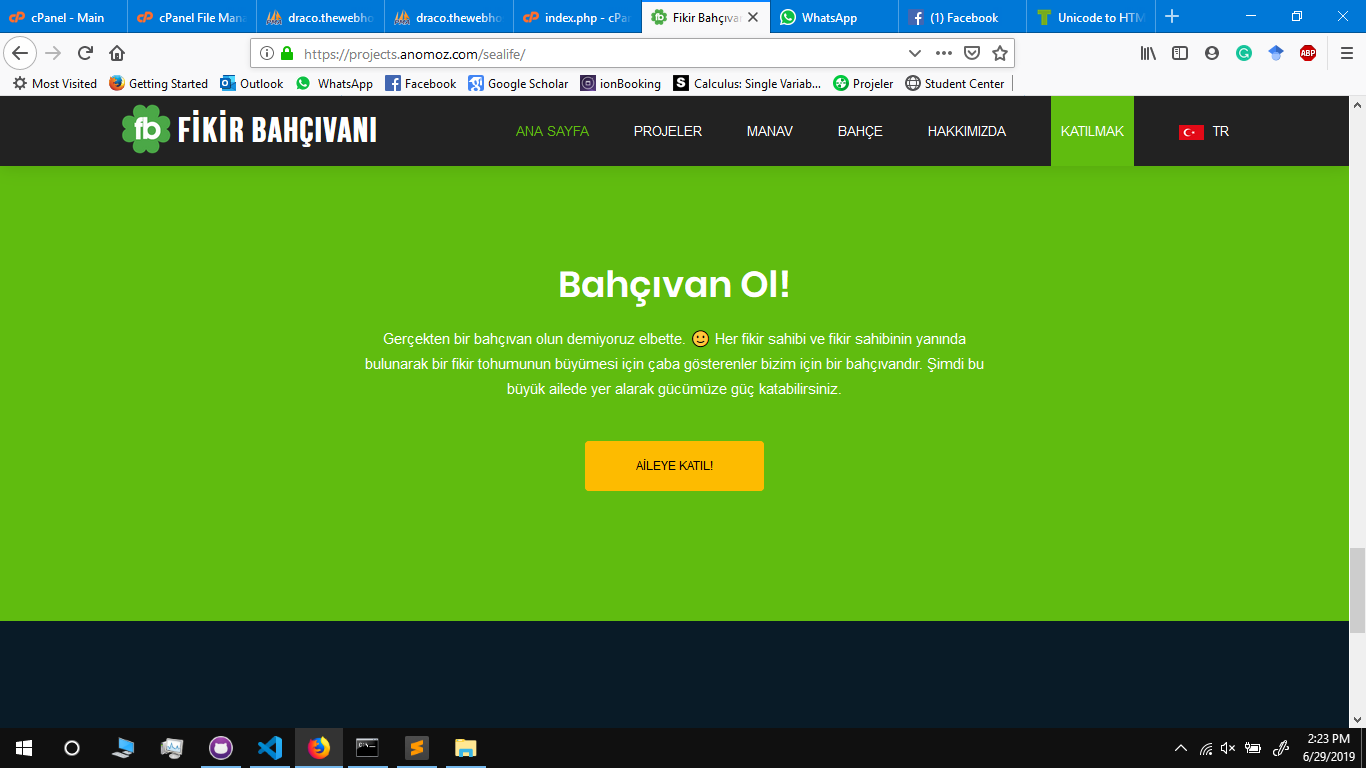 cPanel - Main
cPanel File Mana
draco.thewebho
draco.thewebho
index.php - cPa
Fikir Bahçıvan
WhatsApp
(1) Facebook
Unicode to HTM
https://projects.anomoz.com/sealife/
Most Visited
Getting Started
Outlook
WhatsApp
Facebook
Google Scholar
ionBooking
Calculus: Single Variab...
Projeler
Student Center
ABP
fb FİKİR BAHÇIVANI
ANA SAYFA
PROJELER
MANAV
BAHÇE
HAKKIMIZDA
KATILMAK
TR
Bahçıvan Ol!
Gerçekten bir bahçıvan olun demiyoruz elbette. 🙂 Her fikir sahibi ve fikir sahibinin yanında
bulunarak bir fikir tohumunun büyümesi için çaba gösterenler bizim için bir bahçıvandır. Şimdi bu
büyük ailede yer alarak gücümüze güç katabilirsiniz.
AİLEYE KATIL!
2:23 PM
6/29/2019